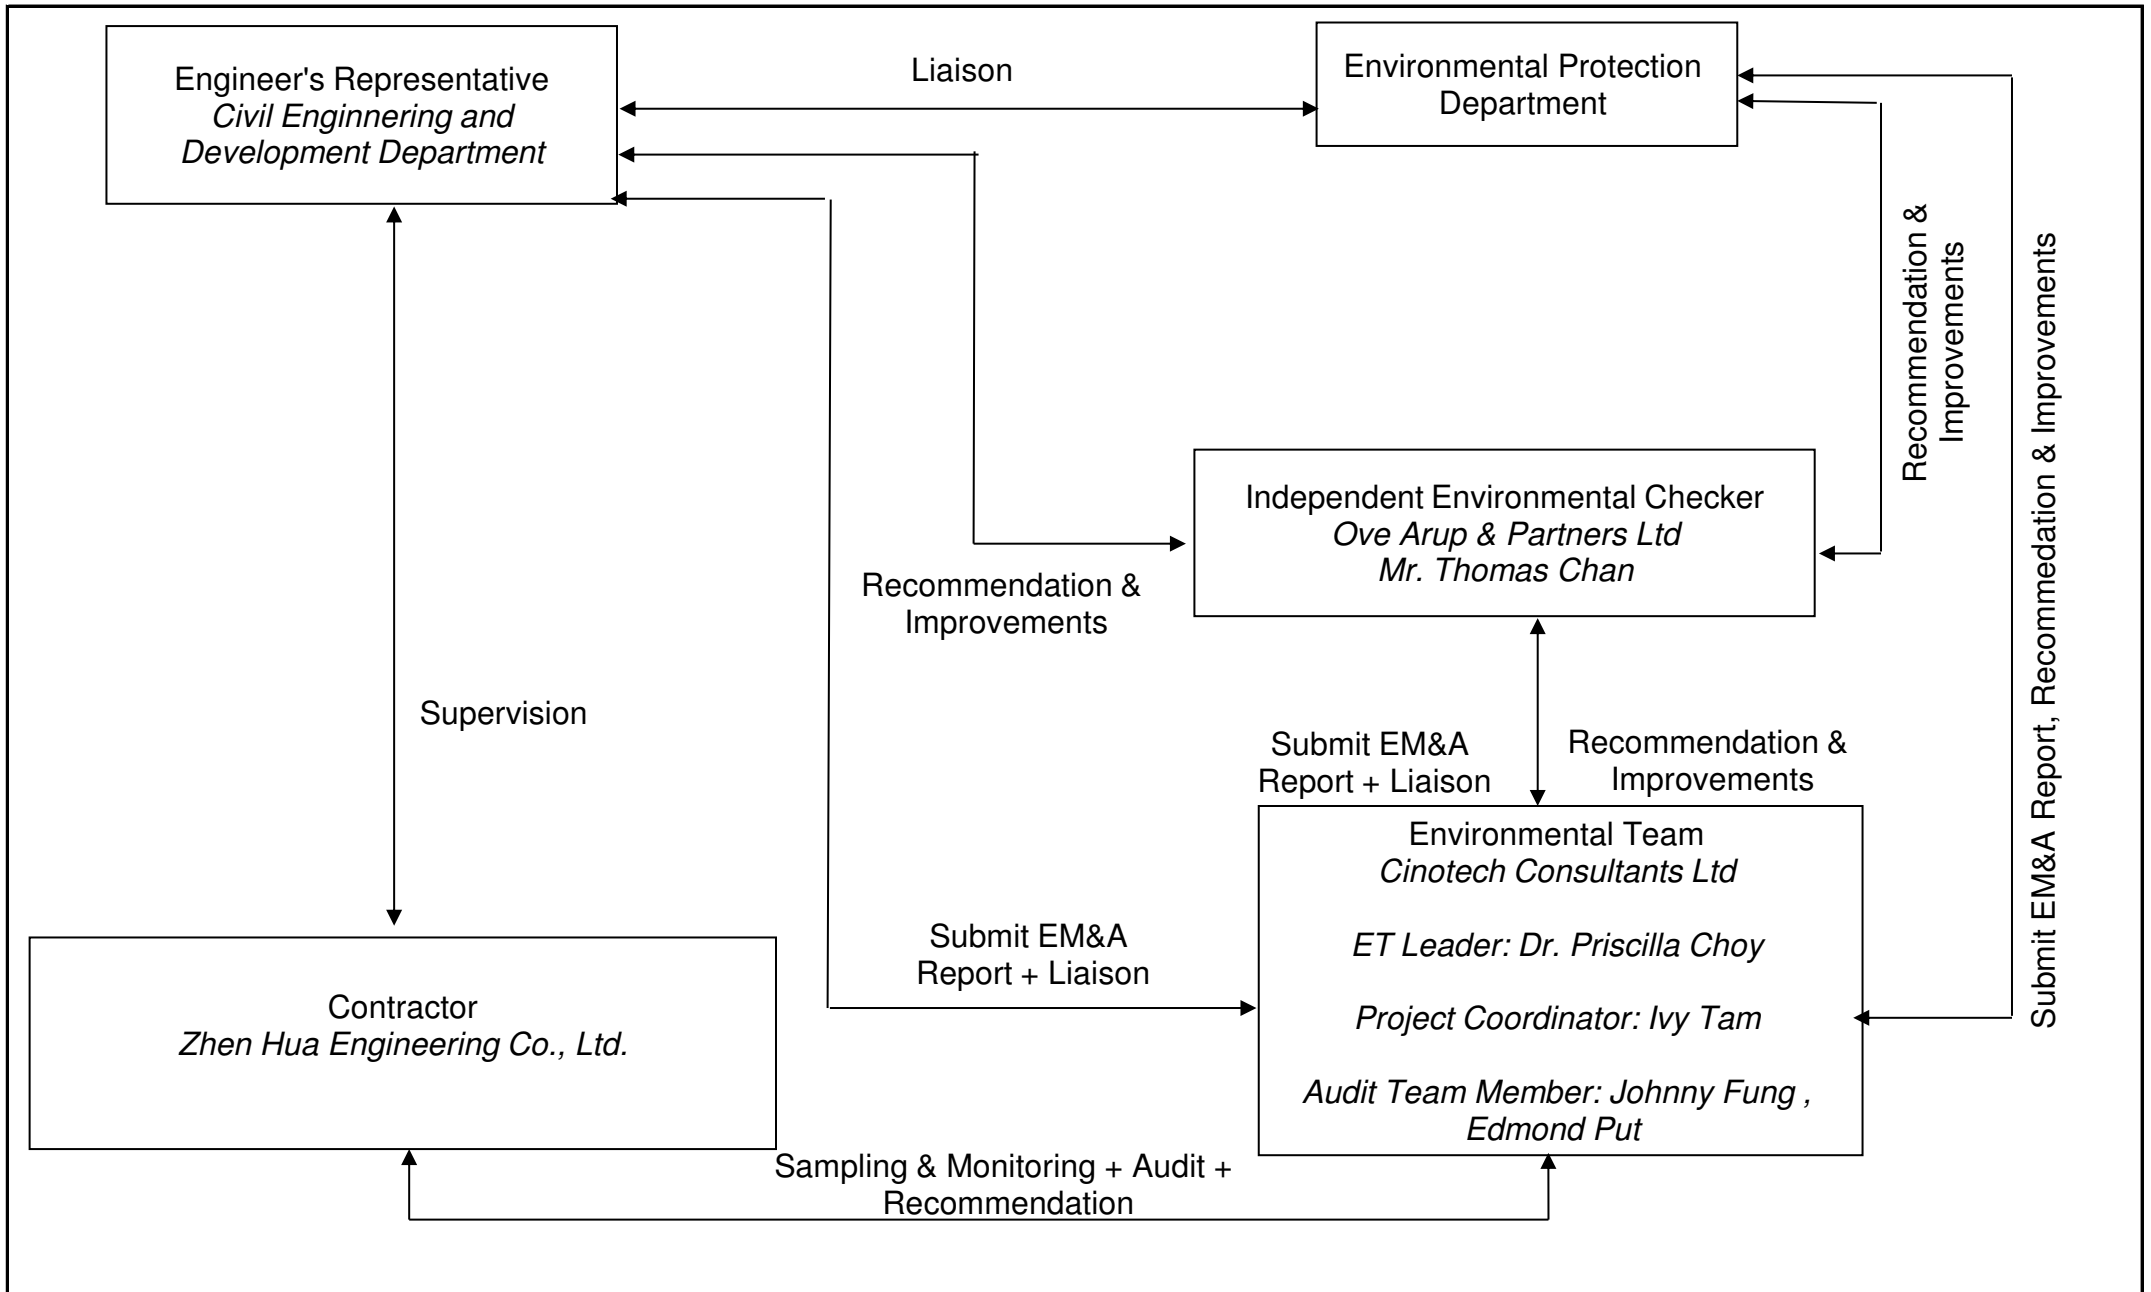 Engineer's Representative
Civil Enginnering and
Development Department
Liaison
Environmental Protection
Department
Recommendation &
Improvements
Submit EM&A Report, Recommedation & Improvements
Independent Environmental Checker
Ove Arup & Partners Ltd
Mr. Thomas Chan
Recommendation &
Improvements
Supervision
Submit EM&A
Report + Liaison
Recommendation &
Improvements
Environmental Team
Cinotech Consultants Ltd
ET Leader: Dr. Priscilla Choy
Project Coordinator: Ivy Tam
Audit Team Member: Johnny Fung ,
Edmond Put
Submit EM&A
Report + Liaison
Contractor
Zhen Hua Engineering Co., Ltd.
Sampling & Monitoring + Audit +
Recommendation